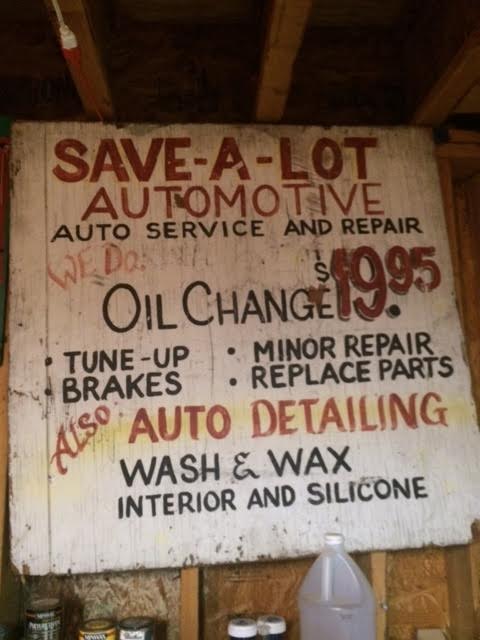 SAVE-A-LOT
AUTOMOTIVE
AUTO SERVICE AND REPAIR
WE DO.
OIL CHANGE $19.95
• TUNE-UP • MINOR REPAIR
• BRAKES • REPLACE PARTS
ALSO: AUTO DETAILING
WASH & WAX
INTERIOR AND SILICONE